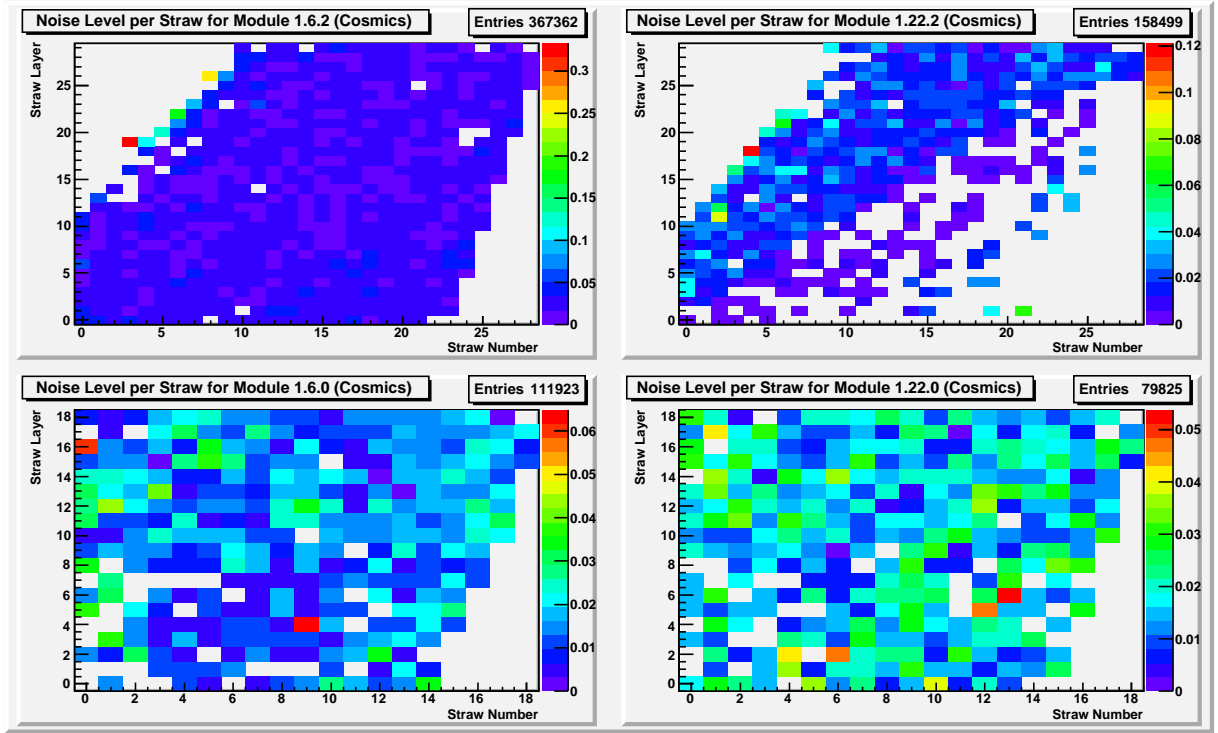 Noise Level per Straw for Module 1.6.2 (Cosmics)
Entries 367362
Straw Layer
25
20
15
10
5
0
0 5 10 15 20 25
Straw Number
0.3
0.25
0.2
0.15
0.1
0.05
0
Noise Level per Straw for Module 1.22.2 (Cosmics)
Entries 158499
Straw Layer
25
20
15
10
5
0
0 5 10 15 20 25
Straw Number
0.12
0.1
0.08
0.06
0.04
0.02
0
Noise Level per Straw for Module 1.6.0 (Cosmics)
Entries 111923
Straw Layer
18
16
14
12
10
8
6
4
2
0
0 2 4 6 8 10 12 14 16 18
Straw Number
0.06
0.05
0.04
0.03
0.02
0.01
0
Noise Level per Straw for Module 1.22.0 (Cosmics)
Entries 79825
Straw Layer
18
16
14
12
10
8
6
4
2
0
0 2 4 6 8 10 12 14 16 18
Straw Number
0.05
0.04
0.03
0.02
0.01
0